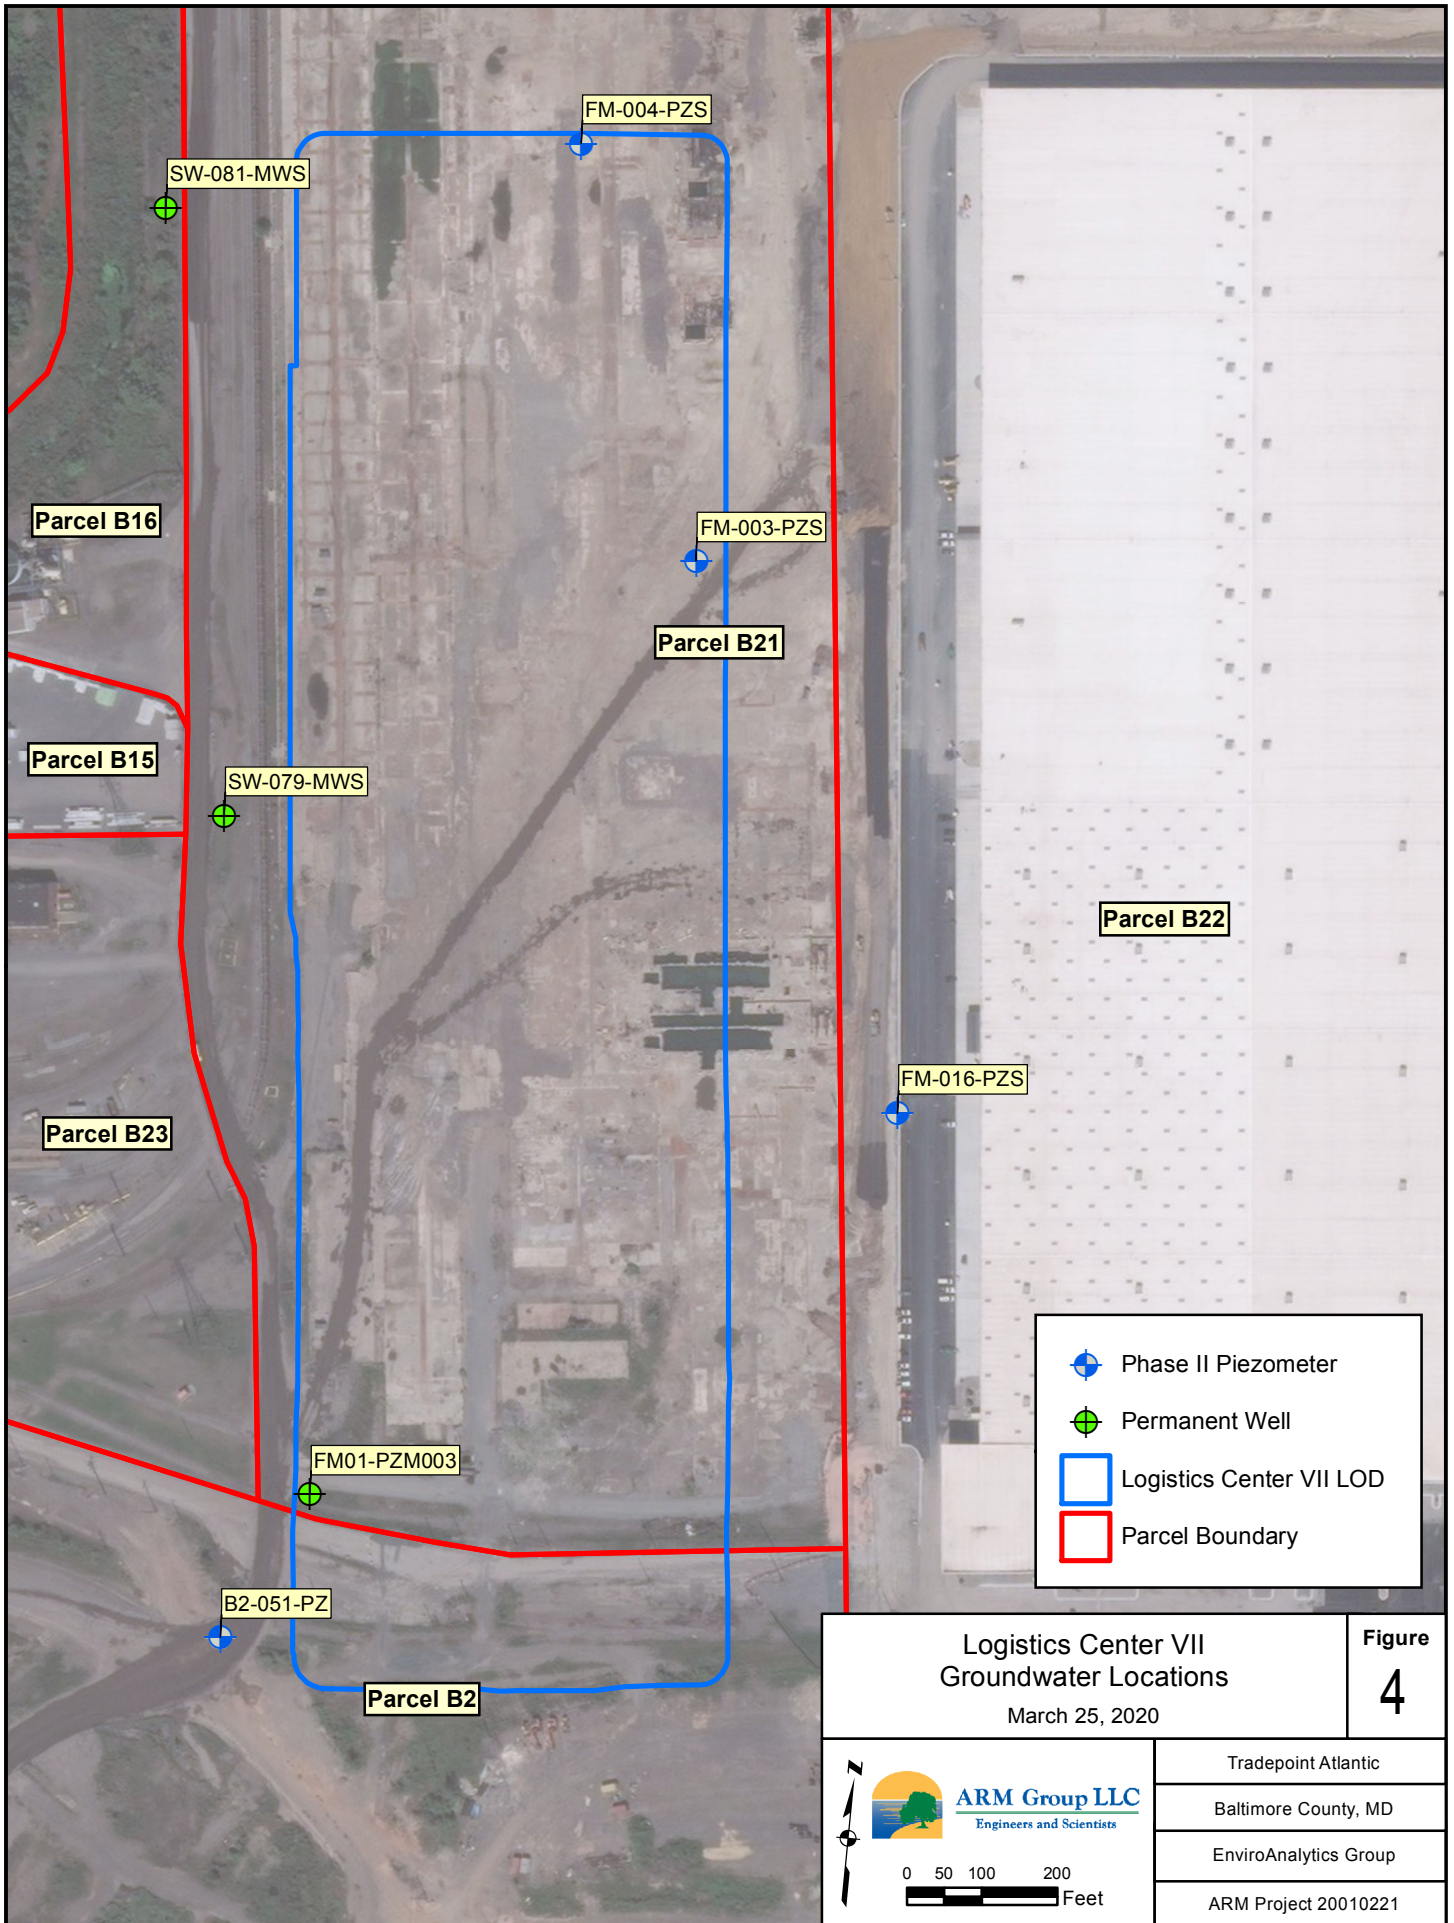 FM-004-PZS
SW-081-MWS
Parcel B16
FM-003-PZS
Parcel B21
Parcel B15
SW-079-MWS
Parcel B22
FM-016-PZS
Parcel B23
Phase II Piezometer
Permanent Well
Logistics Center VII LOD
Parcel Boundary
FM01-PZM003
B2-051-PZ
Parcel B2
Logistics Center VII
Groundwater Locations
March 25, 2020
Figure
4
Z
ARM Group LLC
Engineers and Scientists
0 50 100 200
Feet
Tradepoint Atlantic
Baltimore County, MD
EnviroAnalytics Group
ARM Project 20010221